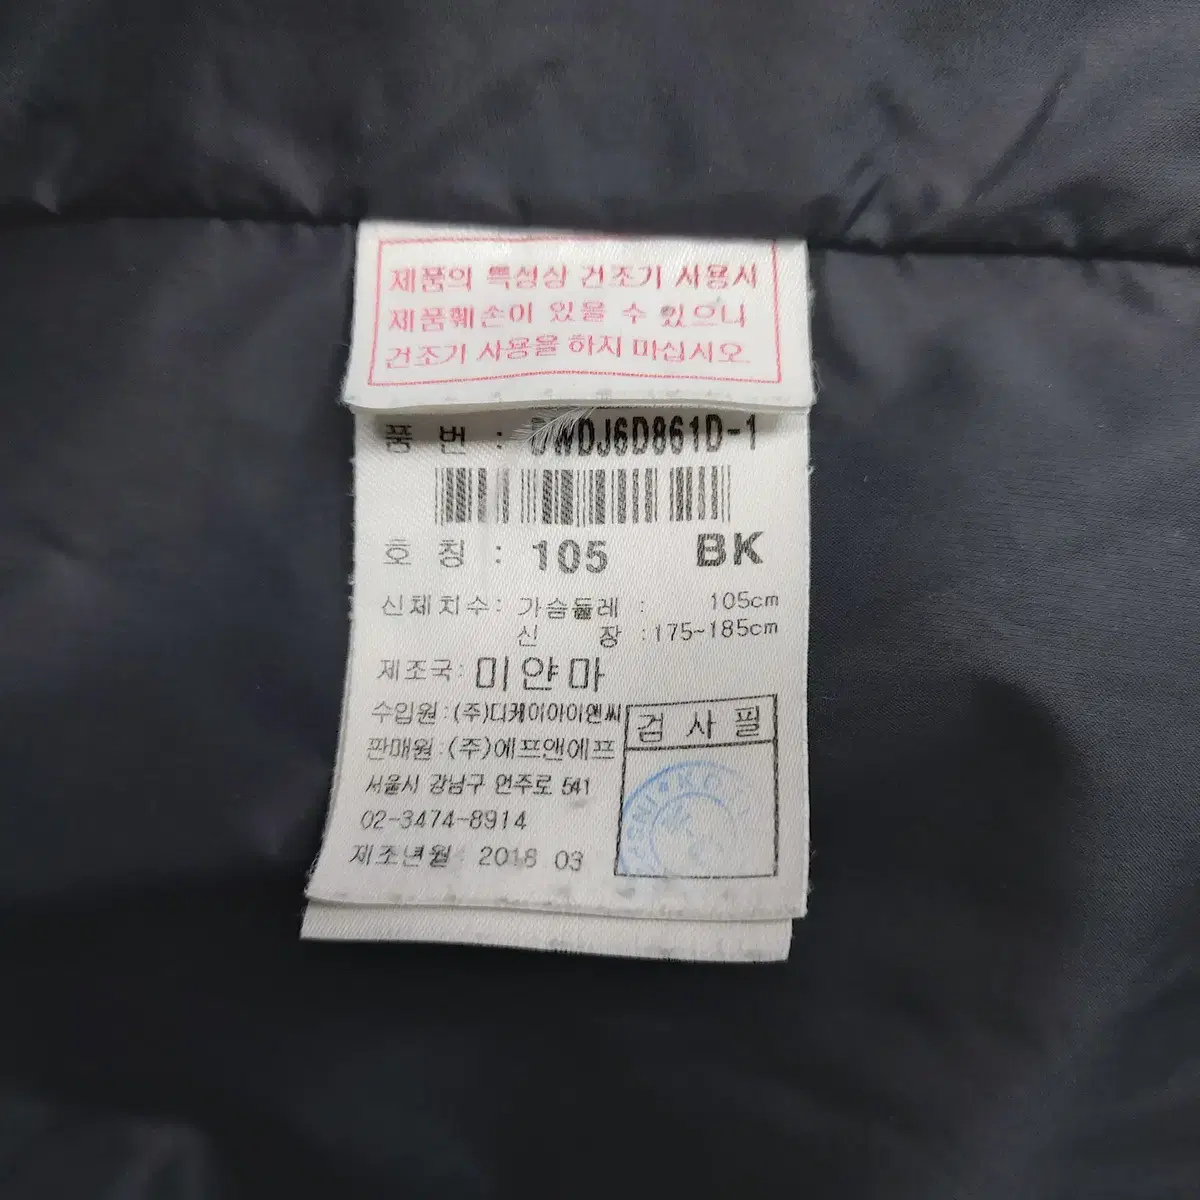 제품의 특성상 건조기 사용시
제품훼손이 있을 수 있으니
건조기 사용을 하지 마십시오
품 번 :
호 칭 : 105 BK
신체치수: 가슴둘레 : 105cm
신 장 :175~185cm
제조국: 미얀마
수입원:(주)디케이아이엔씨
판매원:(주)에프앤에프
서울시 강남구 언주로 541
02-3474-8914
제조년월: 2018 03
검 사 필